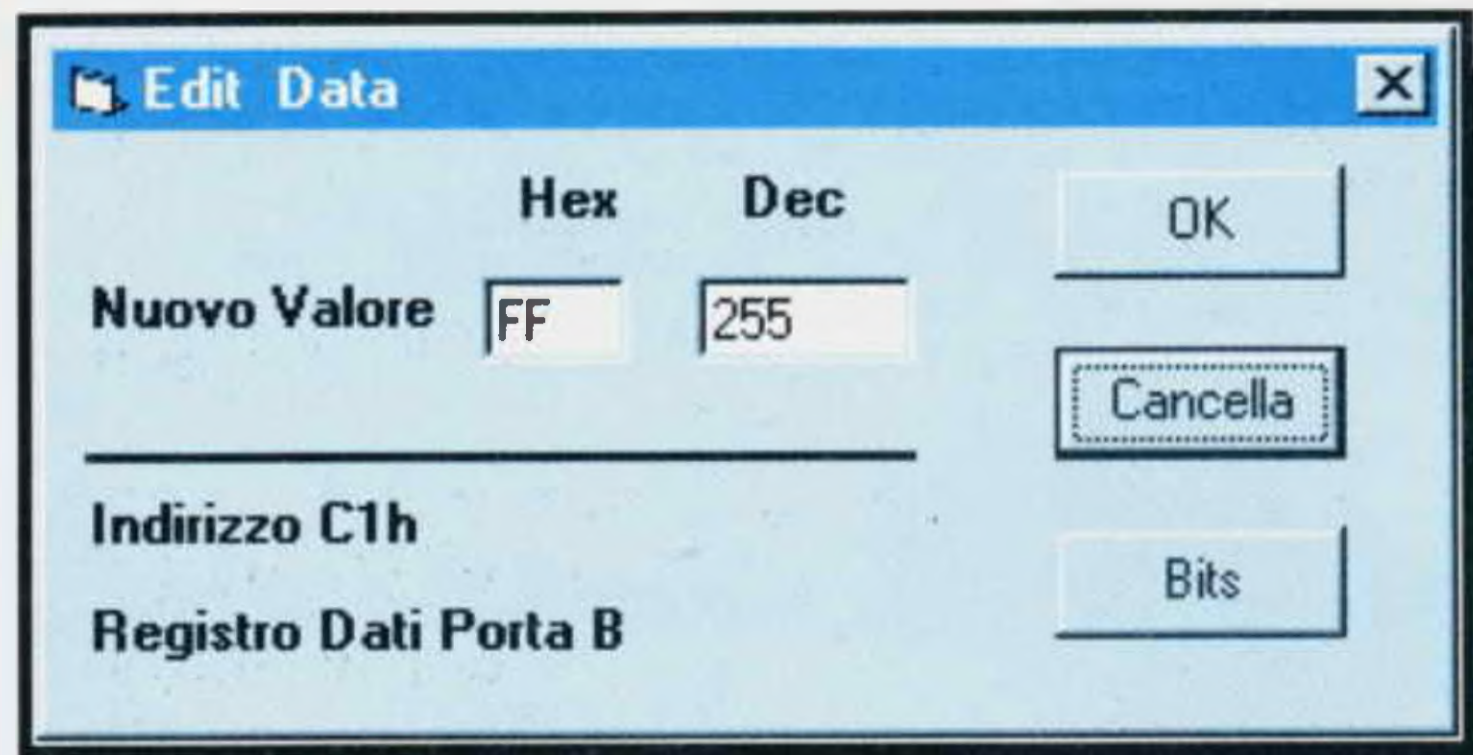 Edit Data
Hex Dec
OK
Nuovo Valore FF 255
Cancella
Indirizzo C1h
Bits
Registro Dati Porta B